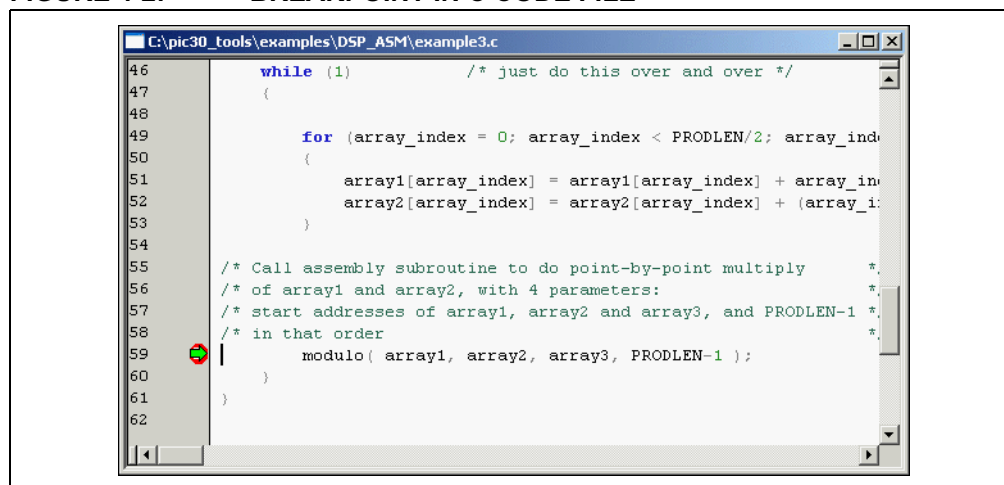 C:\pic30_tools\examples\DSP_ASM\example3.c
46 while (1) /* just do this over and over */
47 {
48
49 for (array_index = 0; array_index < PRODLEN/2; array_ind
50 {
51 array1[array_index] = array1[array_index] + array_in
52 array2[array_index] = array2[array_index] + (array_i
53 }
54
55 /* Call assembly subroutine to do point-by-point multiply *
56 /* of array1 and array2, with 4 parameters: *
57 /* start addresses of array1, array2 and array3, and PRODLEN-1 *
58 /* in that order *
59 modulo( array1, array2, array3, PRODLEN-1 );
60 }
61 }
62